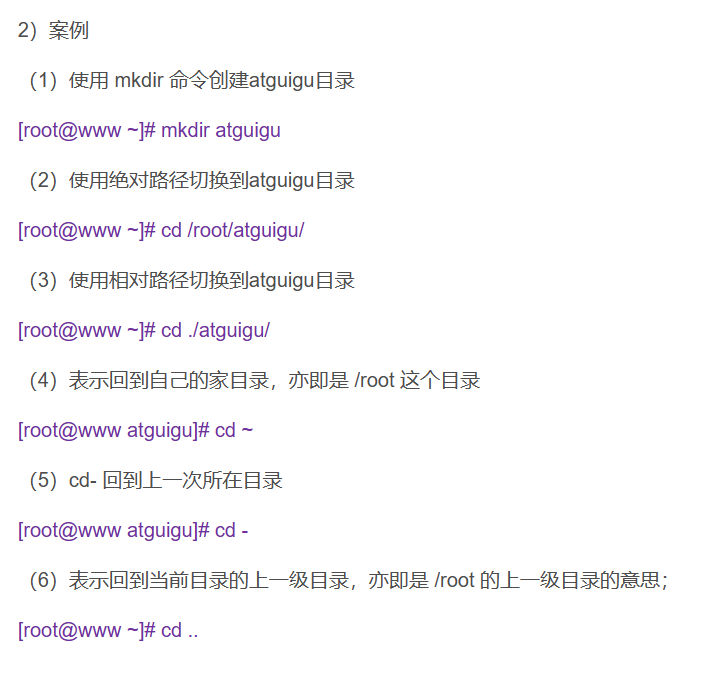 2）案例
（1）使用 mkdir 命令创建atguigu目录
[root@www ~]# mkdir atguigu
（2）使用绝对路径切换到atguigu目录
[root@www ~]# cd /root/atguigu/
（3）使用相对路径切换到atguigu目录
[root@www ~]# cd ./atguigu/
（4）表示回到自己的家目录，亦即是 /root 这个目录
[root@www atguigu]# cd ~
（5）cd- 回到上一次所在目录
[root@www atguigu]# cd -
（6）表示回到当前目录的上一级目录，亦即是 /root 的上一级目录的意思；
[root@www ~]# cd ..